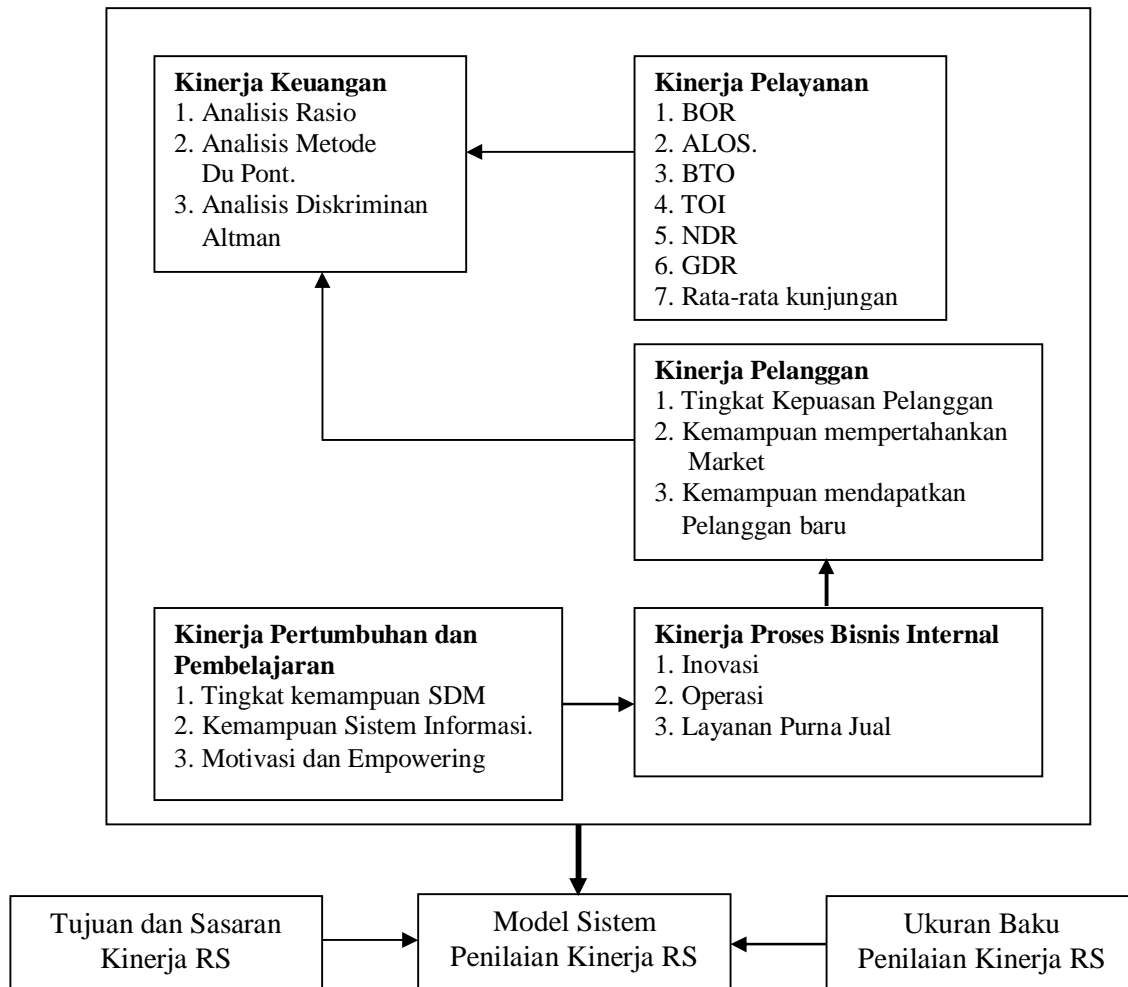 Kinerja Keuangan
1. Analisis Rasio
2. Analisis Metode
Du Pont.
3. Analisis Diskriminan
Altman
Kinerja Pelayanan
1. BOR
2. ALOS.
3. BTO
4. TOI
5. NDR
6. GDR
7. Rata-rata kunjungan
Kinerja Pelanggan
1. Tingkat Kepuasan Pelanggan
2. Kemampuan mempertahankan
Market
3. Kemampuan mendapatkan
Pelanggan baru
Kinerja Pertumbuhan dan
Pembelajaran
1. Tingkat kemampuan SDM
2. Kemampuan Sistem Informasi.
3. Motivasi dan Empowering
Kinerja Proses Bisnis Internal
1. Inovasi
2. Operasi
3. Layanan Purna Jual
Tujuan dan Sasaran
Kinerja RS
Model Sistem
Penilaian Kinerja RS
Ukuran Baku
Penilaian Kinerja RS